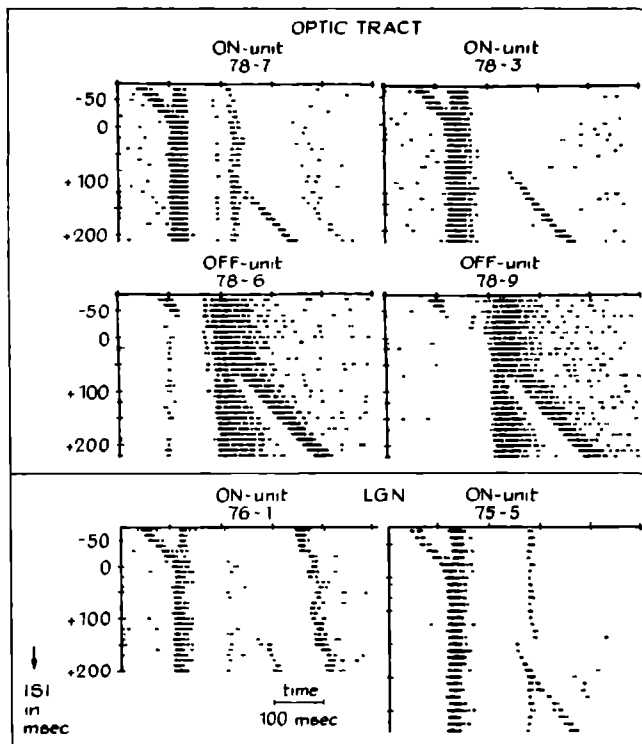 OPTIC TRACT
ON-unit
78-7
ON-unit
78-3
-50
0
+100
+200
OFF-unit
78-6
OFF-unit
78-9
-50
0
+100
+200
ON-unit
76-1
LGN
ON-unit
75-5
-50
0
+100
+200
ISI
in
msec
time
100 msec